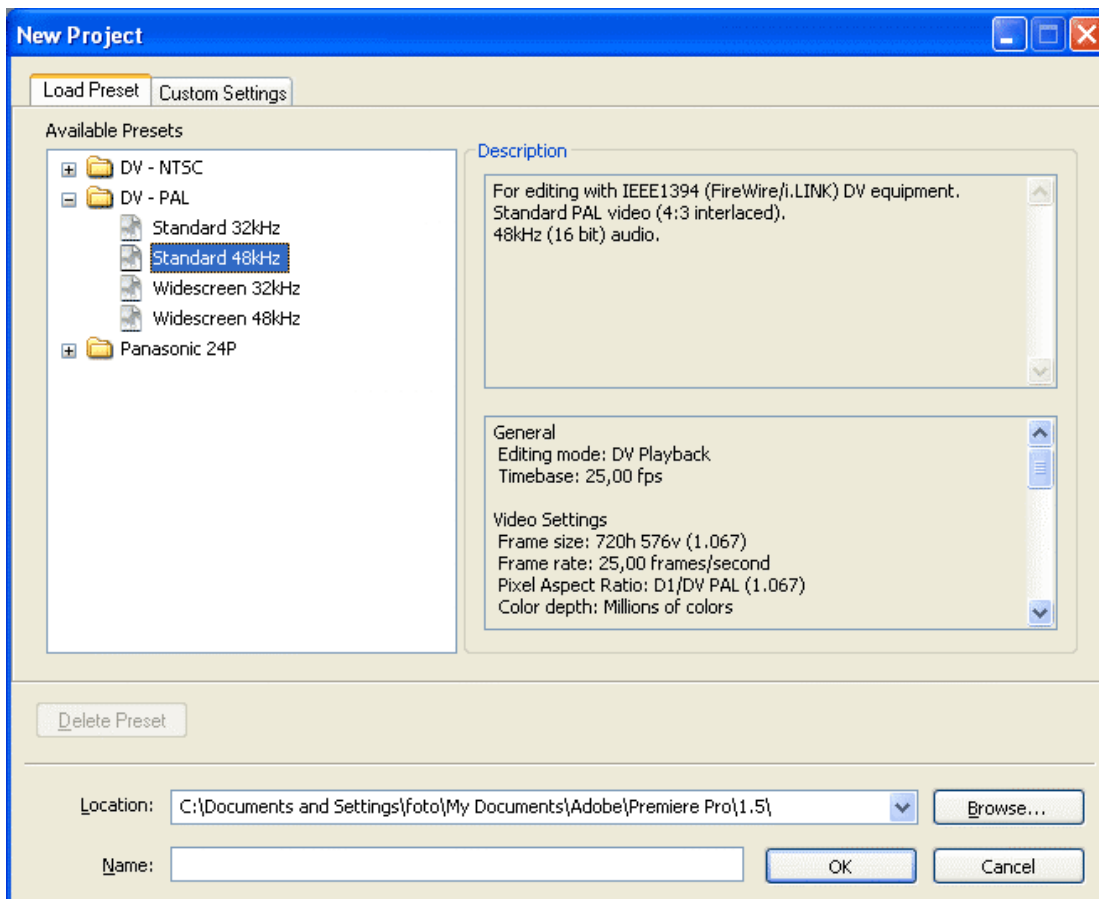 New Project
Load Preset
Custom Settings
Available Presets
DV - NTSC
DV - PAL
Standard 32kHz
Standard 48kHz
Widescreen 32kHz
Widescreen 48kHz
Panasonic 24P
Description
For editing with IEEE1394 (FireWire/i.LINK) DV equipment.
Standard PAL video (4:3 interlaced).
48kHz (16 bit) audio.
General
Editing mode: DV Playback
Timebase: 25,00 fps
Video Settings
Frame size: 720h 576v (1.067)
Frame rate: 25,00 frames/second
Pixel Aspect Ratio: D1/DV PAL (1.067)
Color depth: Millions of colors
Delete Preset
Location: C:\Documents and Settings\foto\My Documents\Adobe\Premiere Pro\1.5\ Browse...
Name: OK Cancel